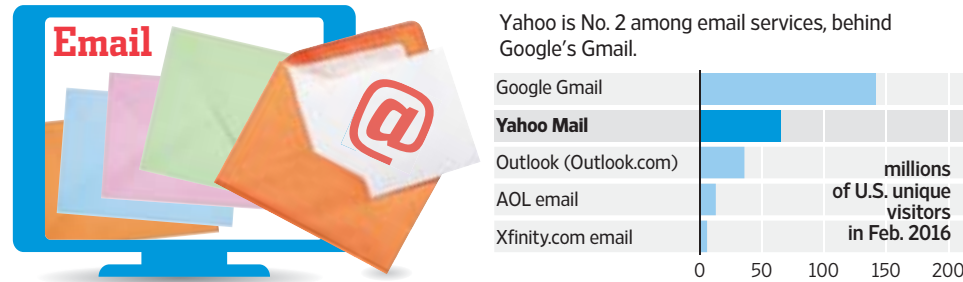 Email
@
Yahoo is No. 2 among email services, behind
Google's Gmail.
Google Gmail
Yahoo Mail
Outlook (Outlook.com)
AOL email
Xfinity.com email
millions
of U.S. unique
visitors
in Feb. 2016
0 50 100 150 200